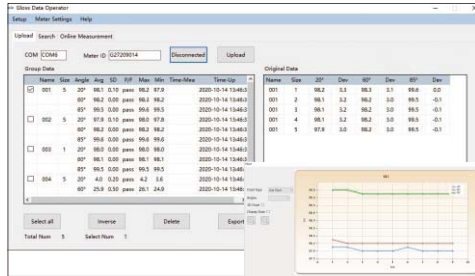 Gloss Data Operator
Setup Meter Settings Help
Upload Search Online Measurement
COM COM6 Meter ID G27209014 Disconnected Upload
Group Data
Name Size Angle Avg SD P/F Max Min Time-Mea Time-Up
001 5 20° 98.1 0.10 pass 98.2 97.9 2020-10-14 13:46:3
60° 98.2 0.00 pass 98.3 98.2 2020-10-14 13:46:3
85° 99.6 0.00 pass 99.6 99.5 2020-10-14 13:46:3
002 5 20° 97.9 0.10 pass 98.0 97.8 2020-10-14 13:46:3
60° 98.2 0.00 pass 98.2 98.2 2020-10-14 13:46:3
85° 99.6 0.00 pass 99.6 99.6 2020-10-14 13:46:3
003 1 20° 98.0 0.00 pass 98.0 98.0 2020-10-14 13:46:3
60° 98.1 0.00 pass 98.1 98.1 2020-10-14 13:46:3
85° 99.5 0.00 pass 99.5 99.5 2020-10-14 13:46:3
004 5 20° 4.0 0.20 pass 4.2 3.6 2020-10-14 13:46:3
60° 25.9 0.50 pass 26.1 24.9 2020-10-14 13:46:3
Select all Inverse Delete Export
Total Num 5 Select Num 1
Original Data
Name Size 20° Dev 60° Dev 85° Dev
001 1 98.2 3.3 98.3 3.1 99.6 0.0
001 2 98.1 3.2 98.2 3.0 99.5 -0.1
001 3 98.1 3.2 98.2 3.0 99.5 -0.1
001 4 98.1 3.2 98.2 3.0 99.5 -0.1
001 5 97.9 3.0 98.2 3.0 99.5 -0.1